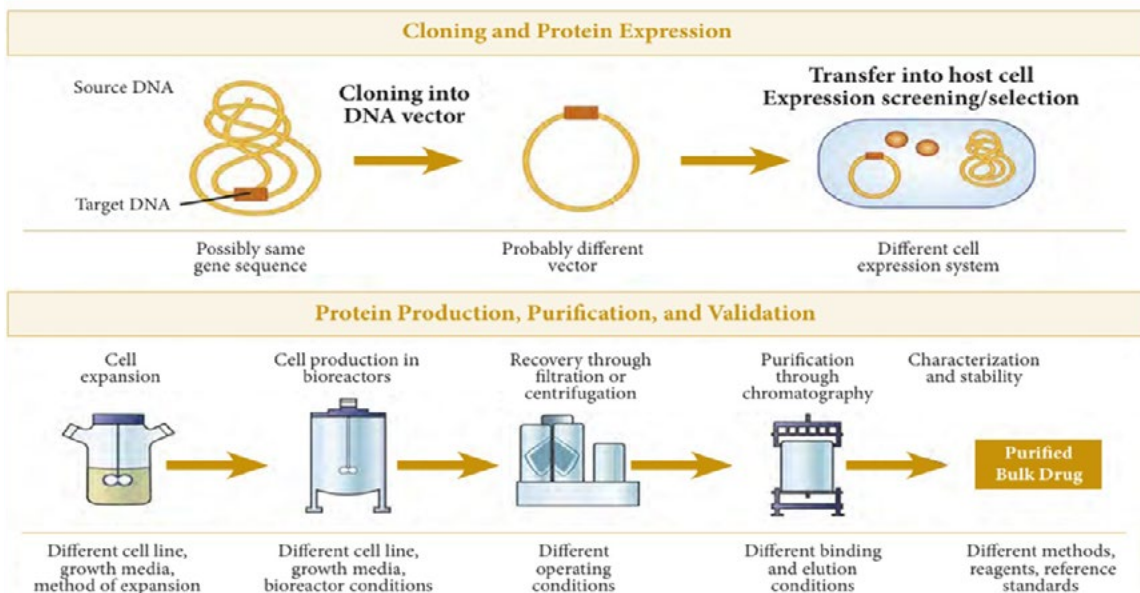 Cloning and Protein Expression
Source DNA
Target DNA
Cloning into
DNA vector
Transfer into host cell
Expression screening/selection
Possibly same
gene sequence
Probably different
vector
Different cell
expression system
Protein Production, Purification, and Validation
Cell
expansion
Cell production in
bioreactors
Recovery through
filtration or
centrifugation
Purification
through
chromatography
Characterization
and stability
Purified
Bulk Drug
Different cell line,
growth media,
method of expansion
Different cell line,
growth media,
bioreactor conditions
Different
operating
conditions
Different binding
and elution
conditions
Different methods,
reagents, reference
standards